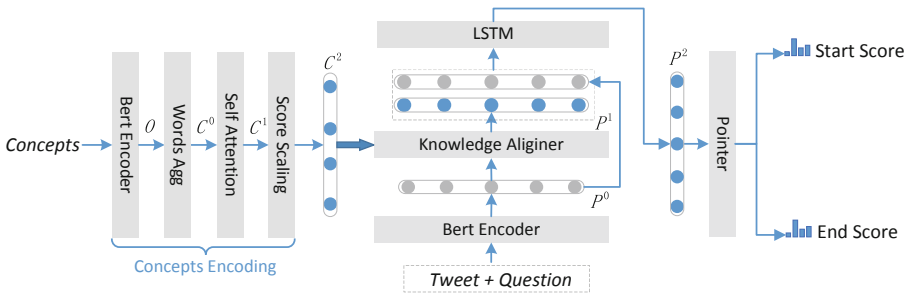 Concepts
Bert Encoder
O
Words Agg
C⁰
Self Attention
C¹
Score Scaling
C²
Concepts Encoding
LSTM
P¹
Knowledge Aliginer
P⁰
Bert Encoder
Tweet + Question
P²
Pointer
Start Score
End Score